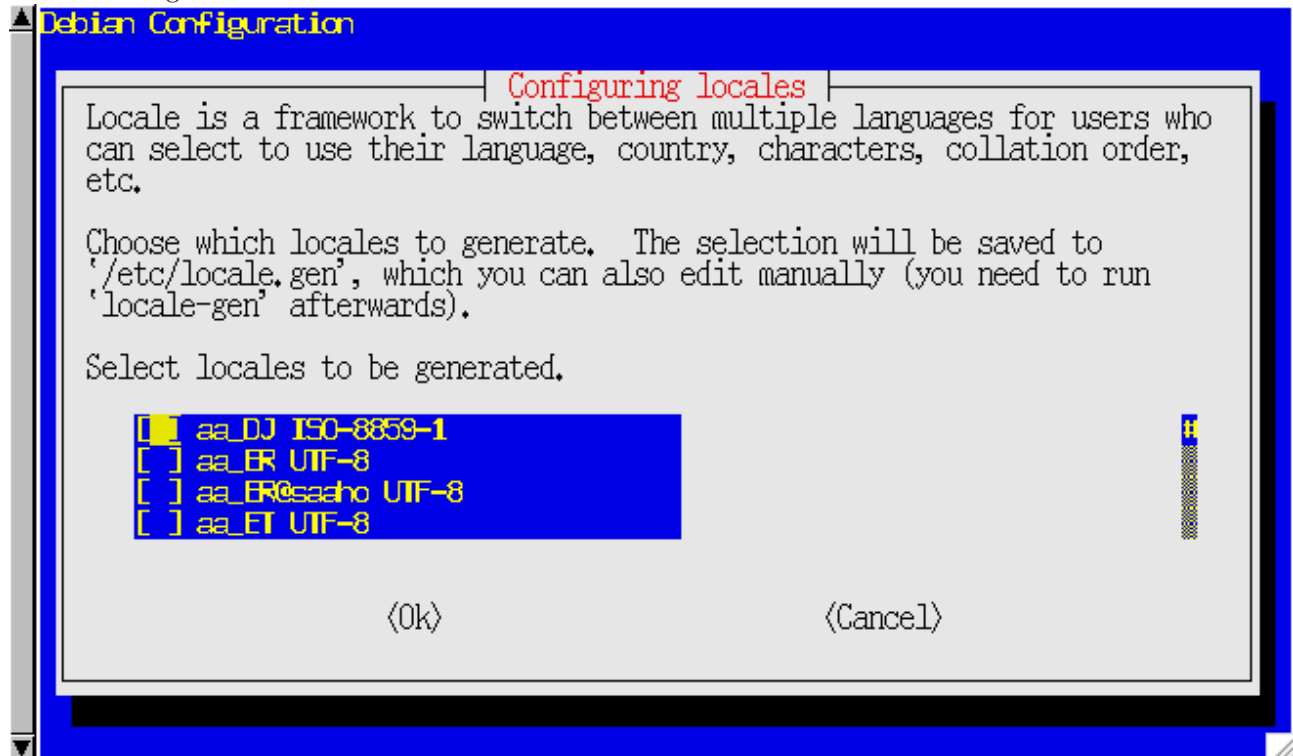 Debian Configuration
Configuring locales
Locale is a framework to switch between multiple languages for users who
can select to use their language, country, characters, collation order,
etc.
Choose which locales to generate.  The selection will be saved to
‘/etc/locale.gen’, which you can also edit manually (you need to run
‘locale-gen’ afterwards).
Select locales to be generated.
[ ] aa_DJ ISO-8859-1
[ ] aa_ER UTF-8
[ ] aa_ER@saaho UTF-8
[ ] aa_ET UTF-8
<Ok> <Cancel>